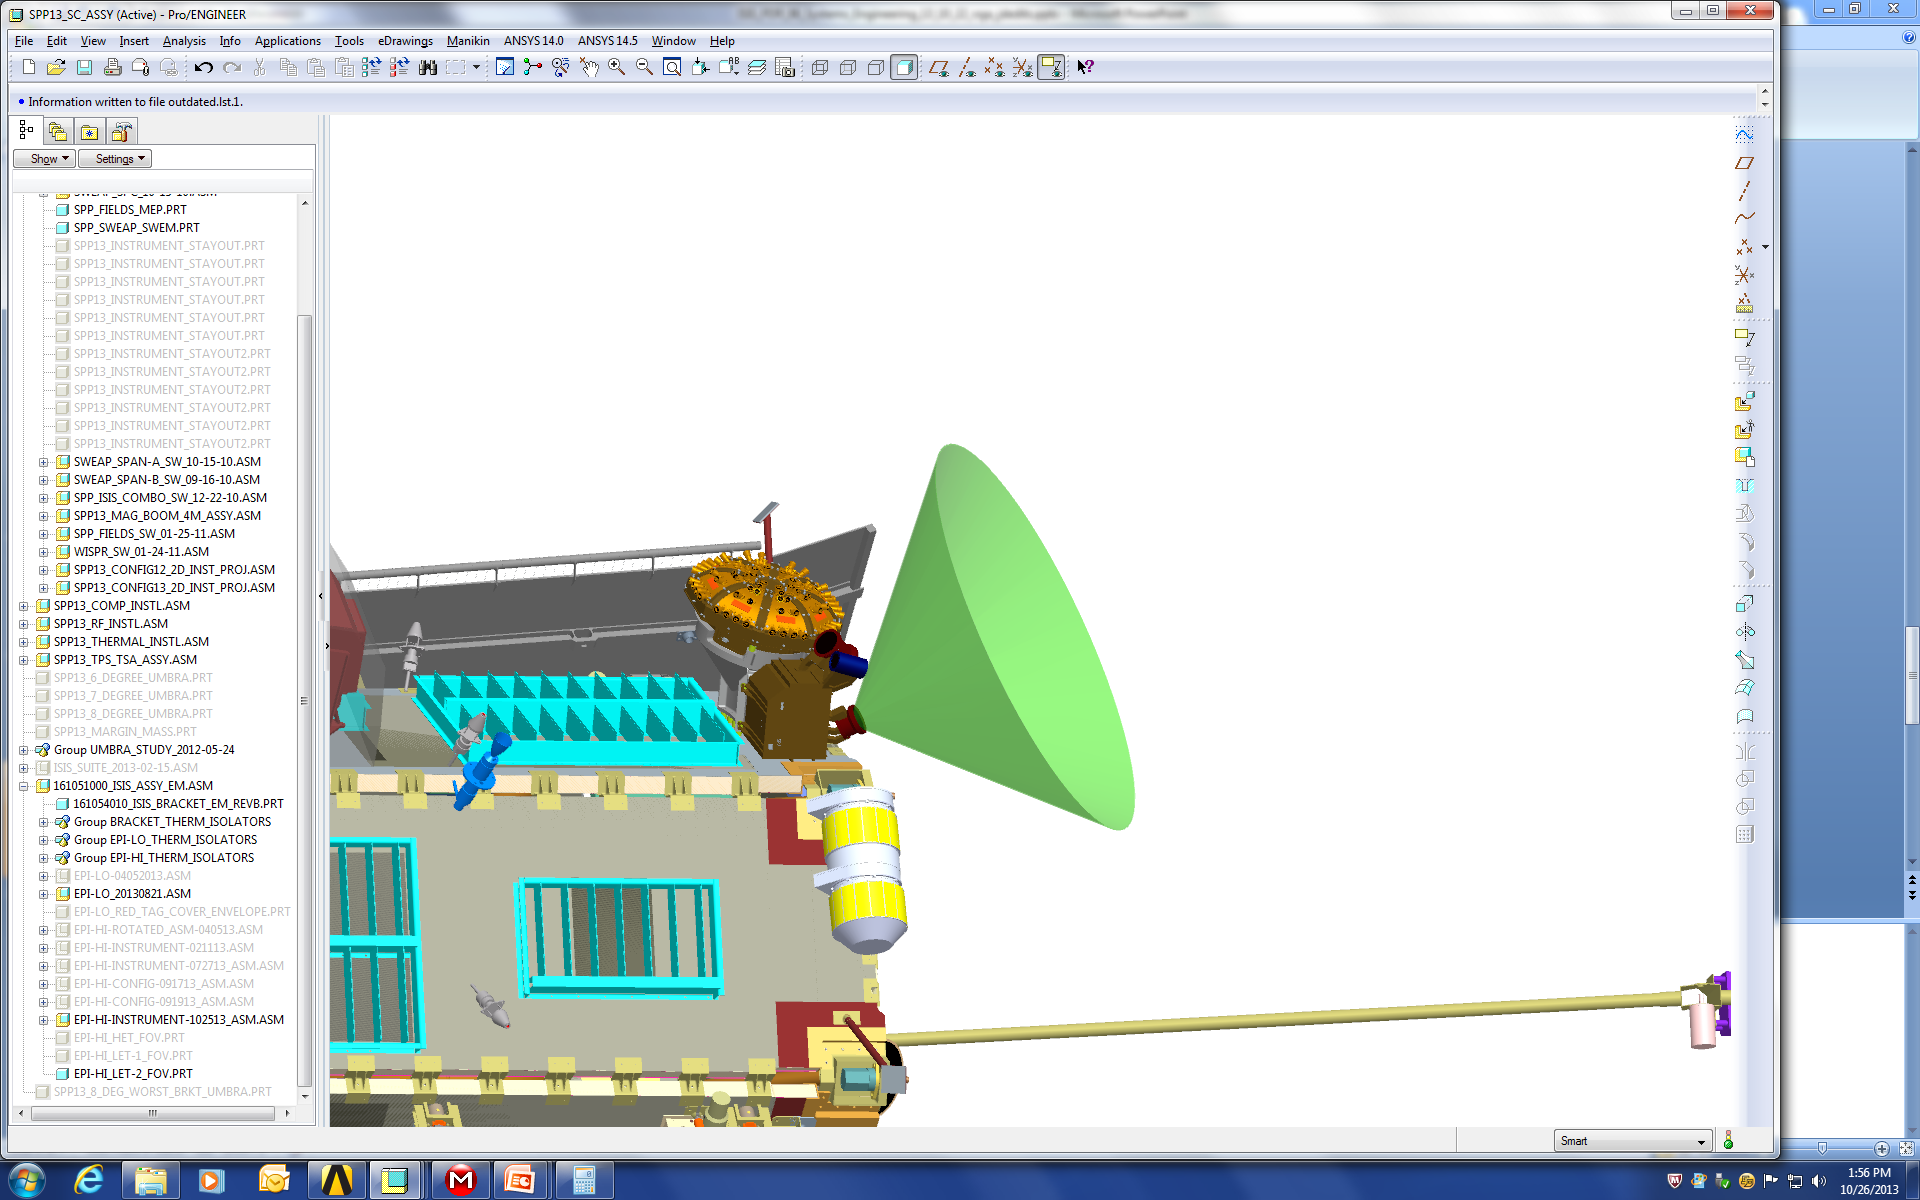 SPP13_SC_ASSY (Active) - Pro/ENGINEER
File Edit View Insert Analysis Info Applications Tools eDrawings Manikin ANSYS 14.0 ANSYS 14.5 Window Help
Information written to file outdated.lst.1.
Show Settings
SPP_FIELDS_MEP.PRT
SPP_SWEAP_SWEM.PRT
SPP13_INSTRUMENT_STAYOUT.PRT
SPP13_INSTRUMENT_STAYOUT.PRT
SPP13_INSTRUMENT_STAYOUT.PRT
SPP13_INSTRUMENT_STAYOUT.PRT
SPP13_INSTRUMENT_STAYOUT.PRT
SPP13_INSTRUMENT_STAYOUT.PRT
SPP13_INSTRUMENT_STAYOUT2.PRT
SPP13_INSTRUMENT_STAYOUT2.PRT
SPP13_INSTRUMENT_STAYOUT2.PRT
SPP13_INSTRUMENT_STAYOUT2.PRT
SPP13_INSTRUMENT_STAYOUT2.PRT
SPP13_INSTRUMENT_STAYOUT2.PRT
SWEAP_SPAN-A_SW_10-15-10.ASM
SWEAP_SPAN-B_SW_09-16-10.ASM
SPP_ISIS_COMBO_SW_12-22-10.ASM
SPP13_MAG_BOOM_4M_ASSY.ASM
SPP_FIELDS_SW_01-25-11.ASM
WISPR_SW_01-24-11.ASM
SPP13_CONFIG12_2D_INST_PROJ.ASM
SPP13_CONFIG13_2D_INST_PROJ.ASM
SPP13_COMP_INSTL.ASM
SPP13_RF_INSTL.ASM
SPP13_THERMAL_INSTL.ASM
SPP13_TPS_TSA_ASSY.ASM
SPP13_6_DEGREE_UMBRA.PRT
SPP13_7_DEGREE_UMBRA.PRT
SPP13_8_DEGREE_UMBRA.PRT
SPP13_MARGIN_MASS.PRT
Group UMBRA_STUDY_2012-05-24
ISIS_SUITE_2013-02-15.ASM
161051000_ISIS_ASSY_EM.ASM
161054010_ISIS_BRACKET_EM_REVB.PRT
Group BRACKET_THERM_ISOLATORS
Group EPI-LO_THERM_ISOLATORS
Group EPI-HI_THERM_ISOLATORS
EPI-LO-04052013.ASM
EPI-LO_20130821.ASM
EPI-LO_RED_TAG_COVER_ENVELOPE.PRT
EPI-HI-ROTATED_ASM-040513.ASM
EPI-HI-INSTRUMENT-021113.ASM
EPI-HI-INSTRUMENT-072713_ASM.ASM
EPI-HI-CONFIG-091713_ASM.ASM
EPI-HI-CONFIG-091913_ASM.ASM
EPI-HI-INSTRUMENT-102513_ASM.ASM
EPI-HI_HET_FOV.PRT
EPI-HI_LET-1_FOV.PRT
EPI-HI_LET-2_FOV.PRT
SPP13_8_DEG_WORST_BRKT_UMBRA.PRT
Smart
1:56 PM
10/26/2013